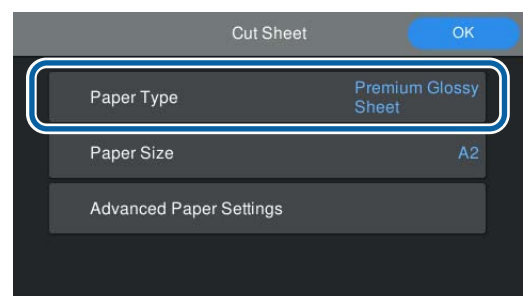 Cut Sheet
OK
Paper Type
Premium Glossy
Sheet
Paper Size
A2
Advanced Paper Settings